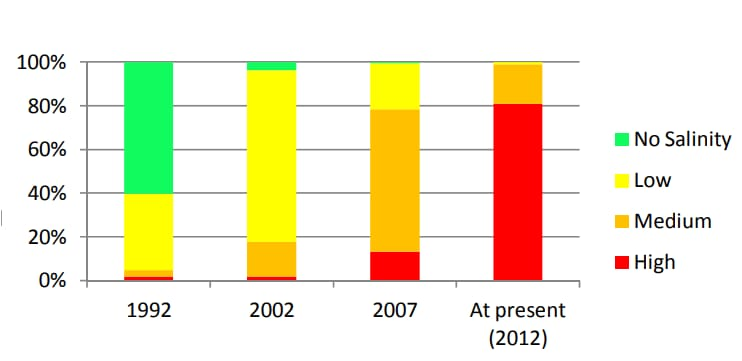 100%
80%
60%
40%
20%
0%
1992
2002
2007
At present
(2012)
No Salinity
Low
Medium
High